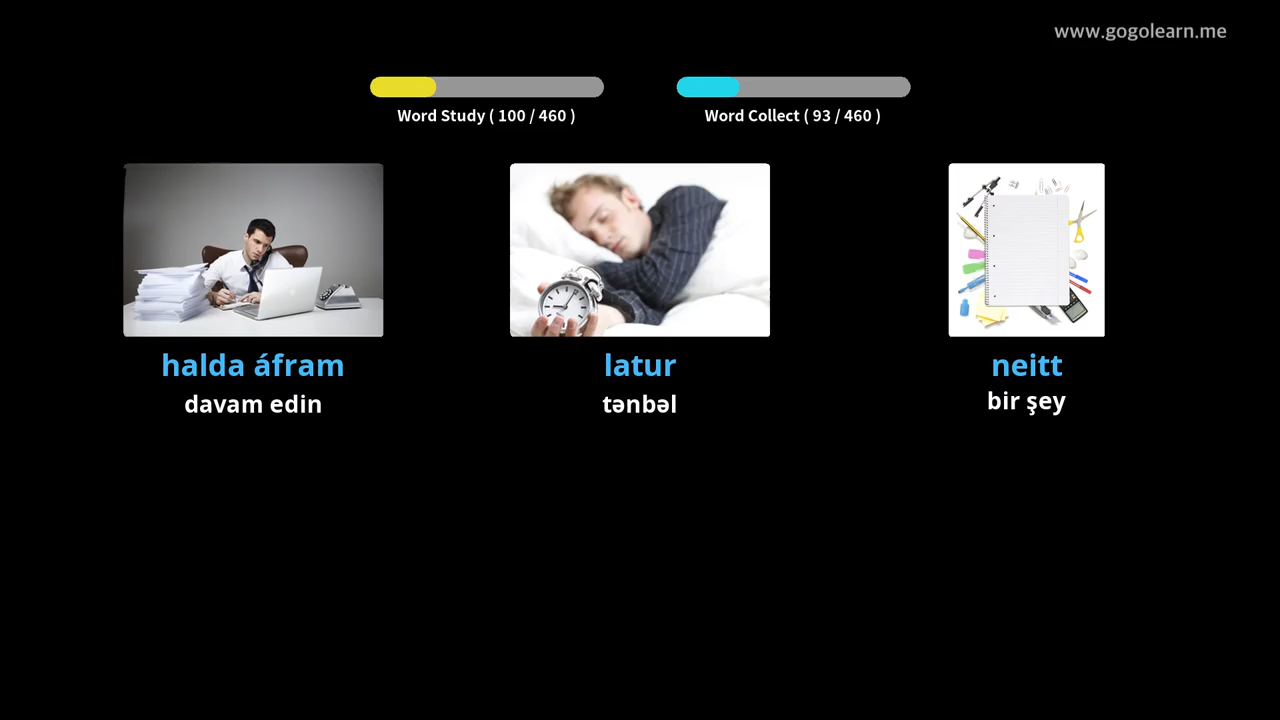 www.gogolearn.me
Word Study ( 100 / 460 )
Word Collect ( 93 / 460 )
halda áfram
davam edin
latur
tənbəl
neitt
bir şey